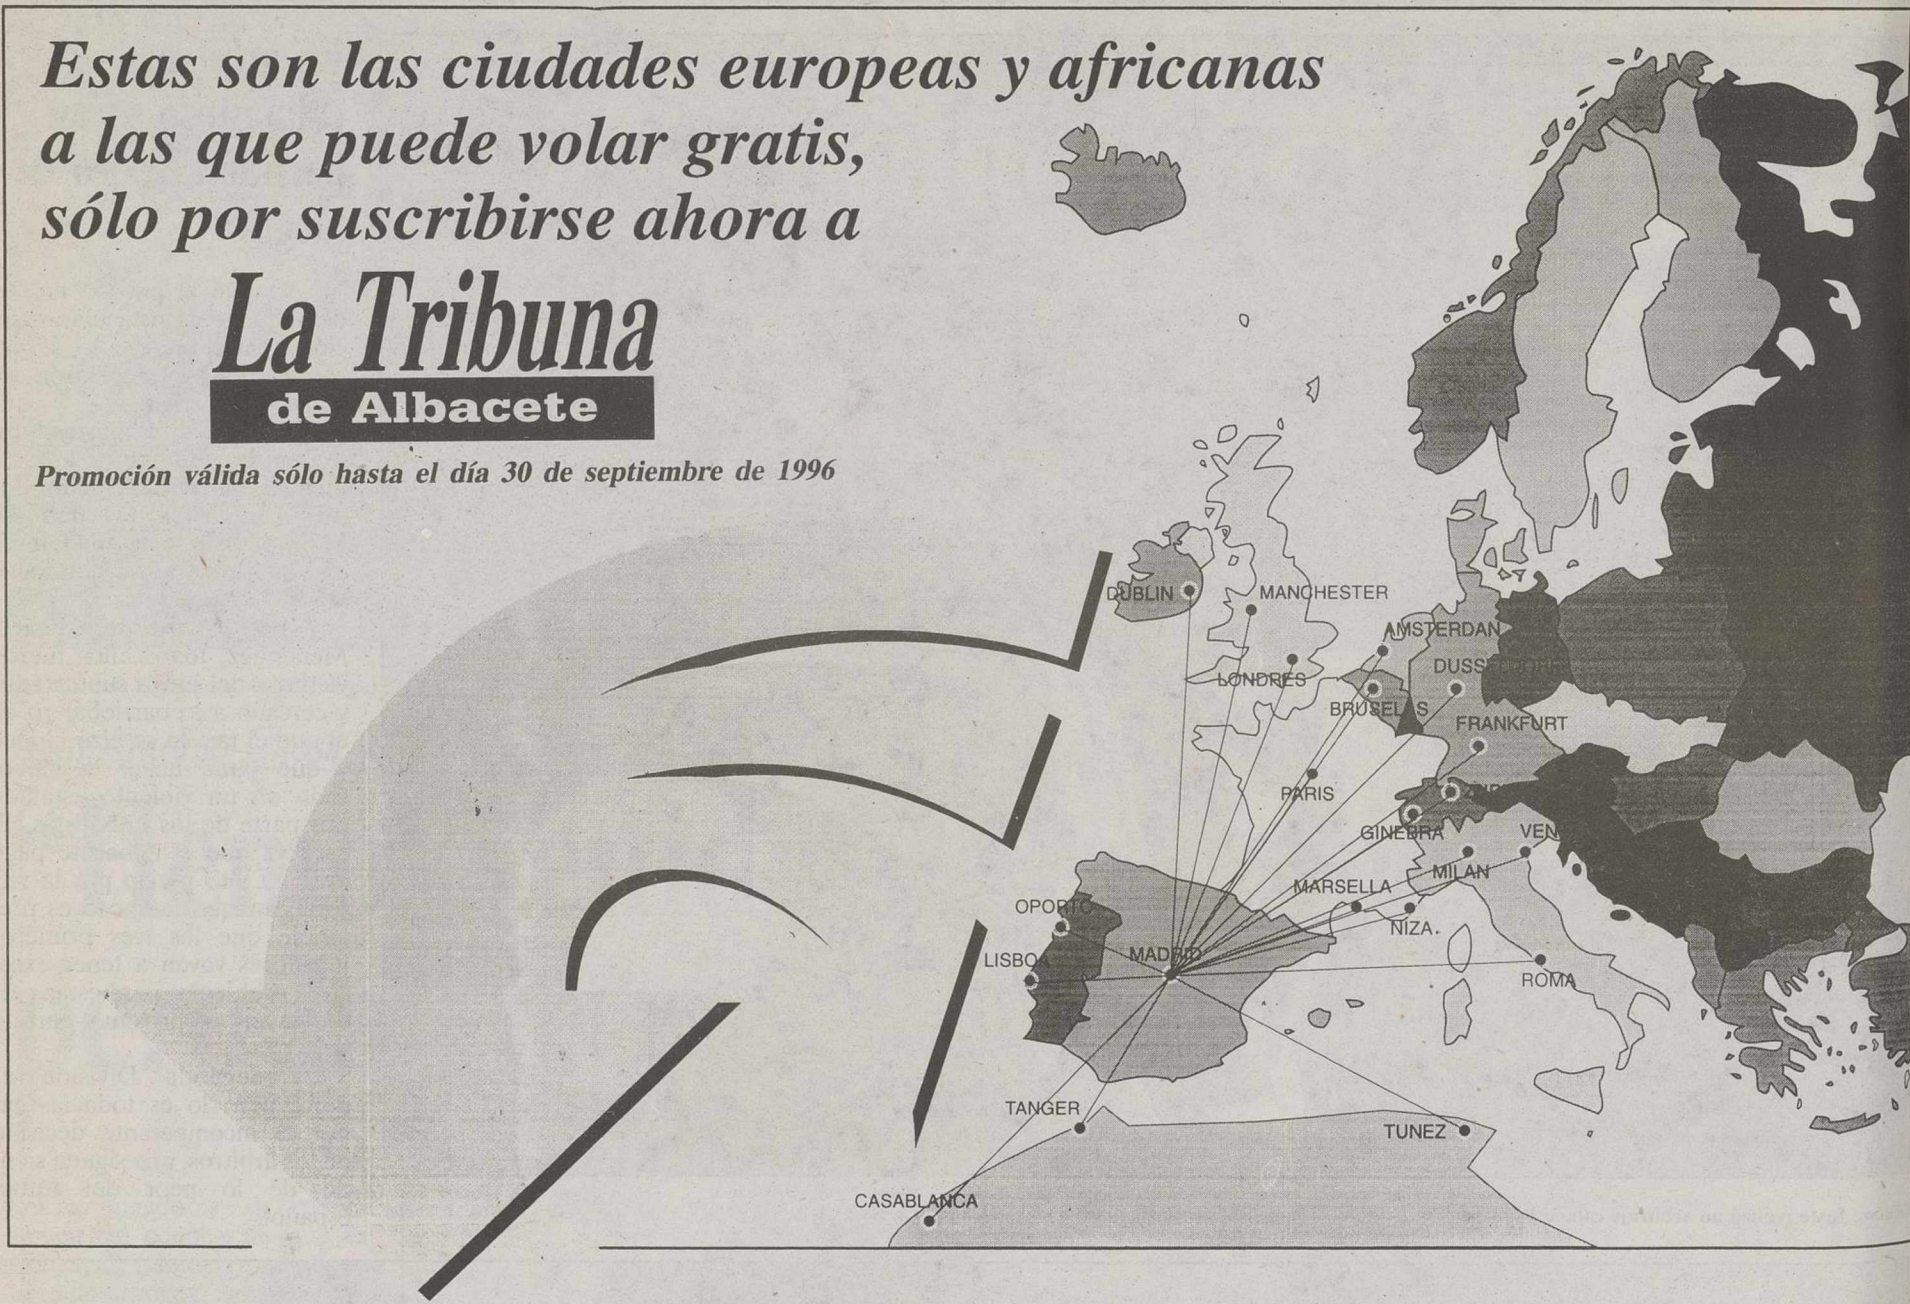 Estas son las ciudades europeas y africanas
a las que puede volar gratis,
sólo por suscribirse ahora a
La Tribuna
de Albacete
Promoción válida sólo hasta el día 30 de septiembre de 1996
DUBLIN
MANCHESTER
AMSTERDAN
LONDRES
DUSSELDORF
BRUSELAS
FRANKFURT
PARIS
GINEBRA
VEN
MILAN
MARSELLA
NIZA
OPORTO
LISBOA
MADRID
ROMA
TANGER
TUNEZ
CASABLANCA